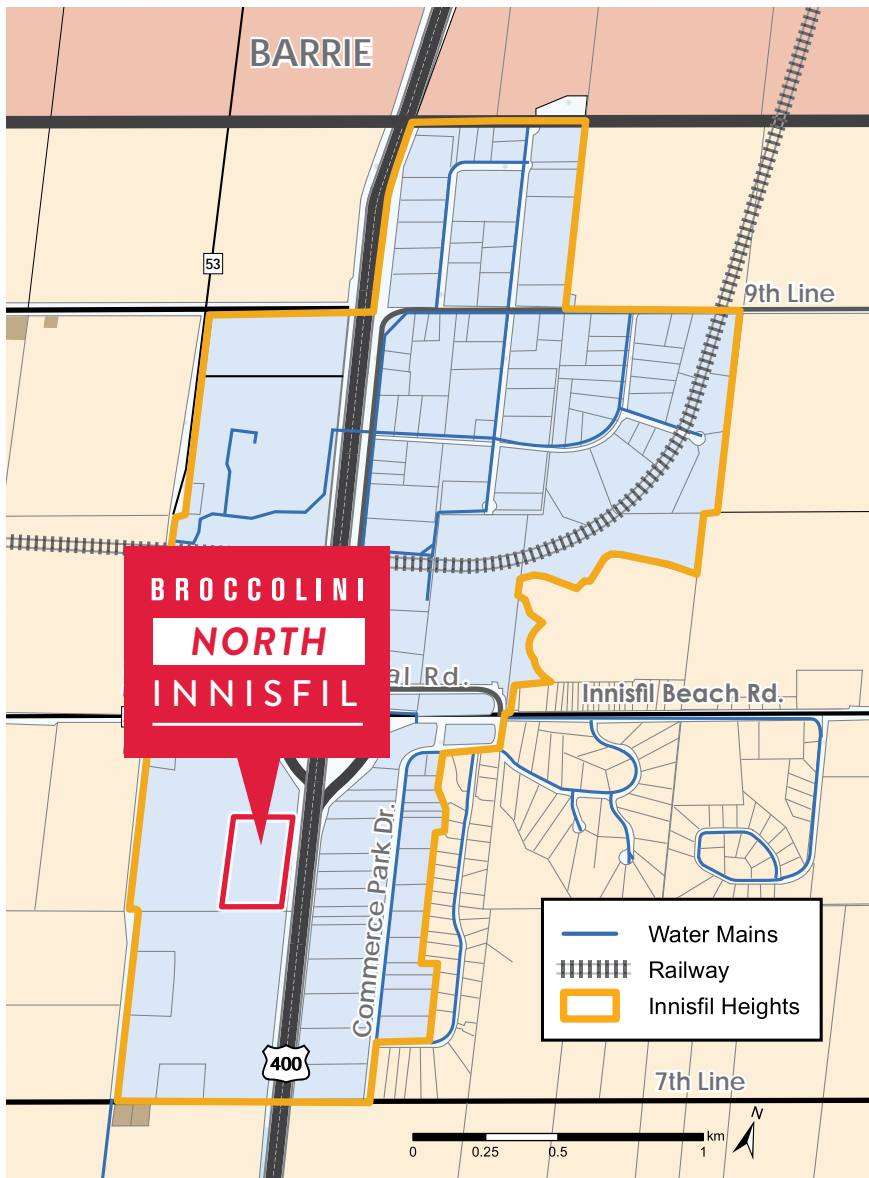 BARRIE
53
9th Line
BROCCOLINI
NORTH
INNISFIL
Rd.
Innisfil Beach Rd.
Commerce Park Dr.
Water Mains
Railway
Innisfil Heights
400
7th Line
N
km
0 0.25 0.5 1